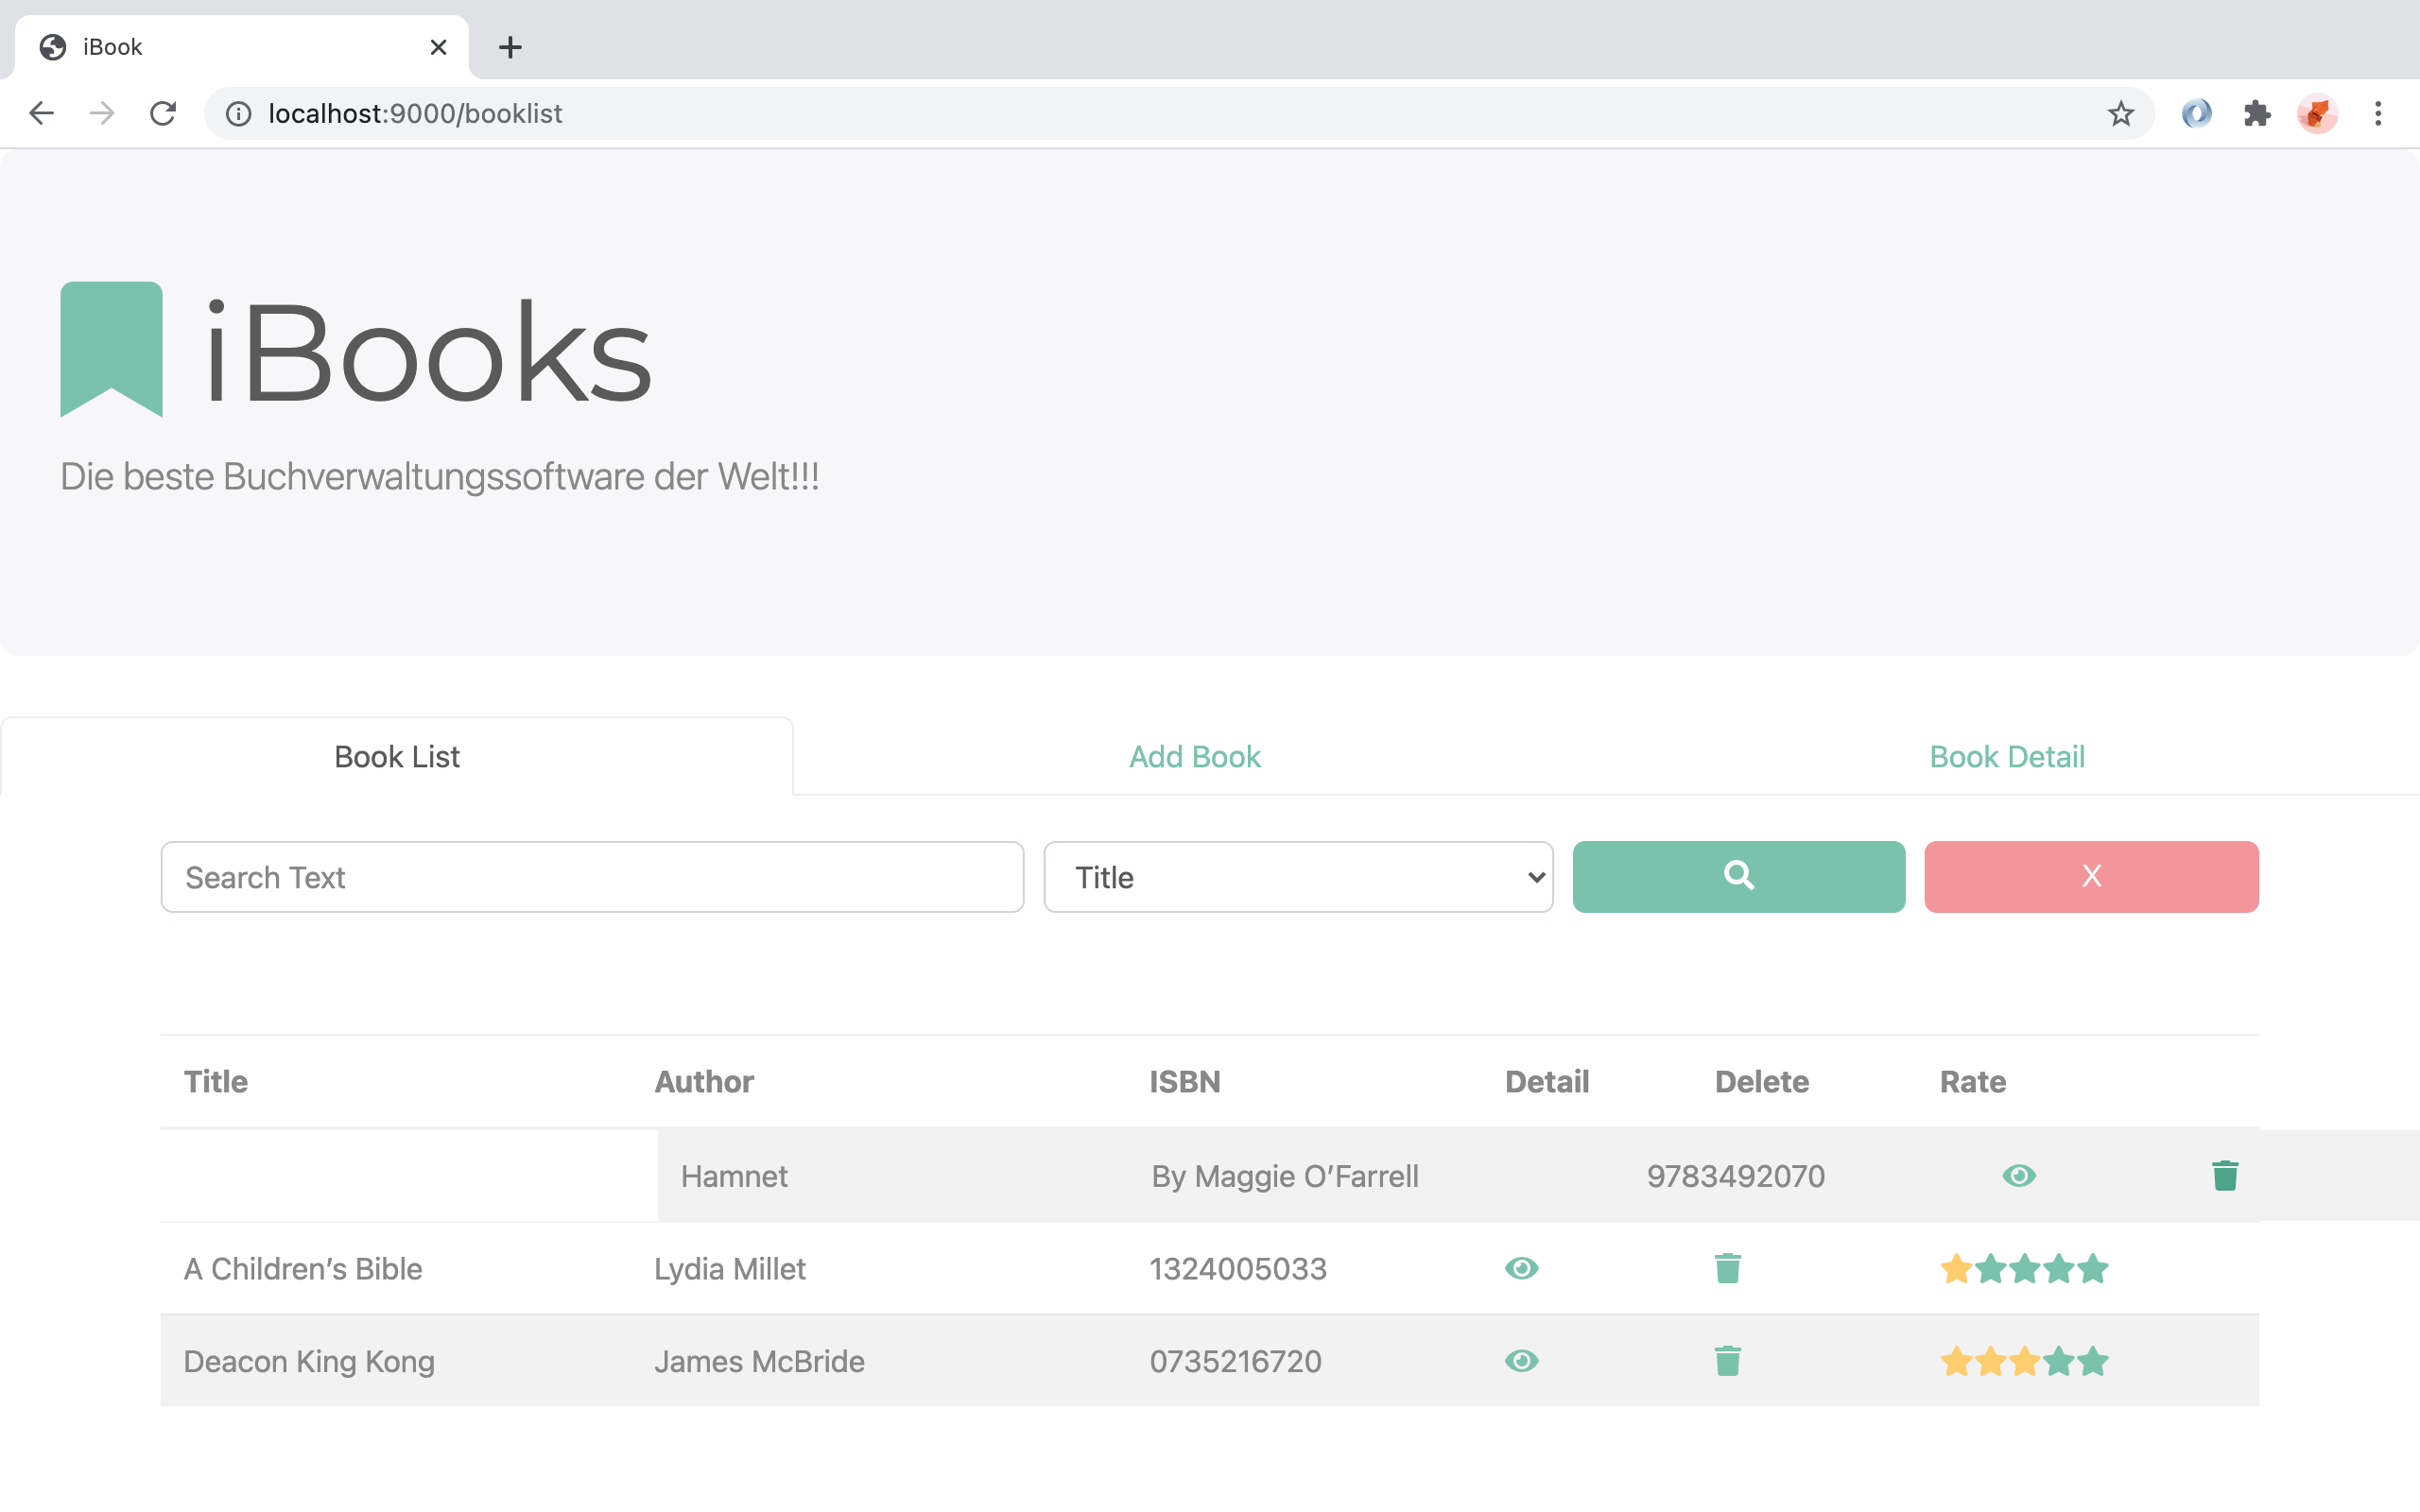 iBook
localhost:9000/booklist
iBooks
Die beste Buchverwaltungssoftware der Welt!!!
Book List Add Book Book Detail
Search Text Title X
Title Author ISBN Detail Delete Rate
Hamnet By Maggie O’Farrell 9783492070
A Children’s Bible Lydia Millet 1324005033
Deacon King Kong James McBride 0735216720